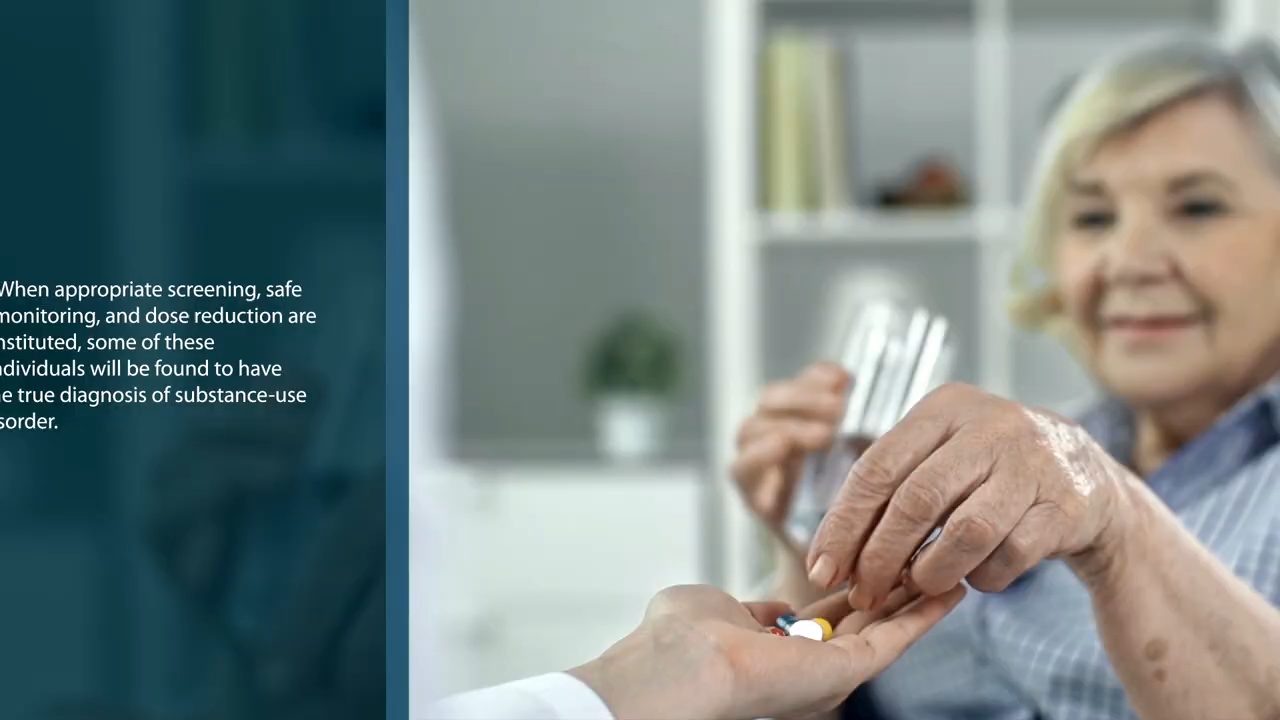 When appropriate screening, safe
monitoring, and dose reduction are
nstituted, some of these
ndividuals will be found to have
e true diagnosis of substance-use
sorder.